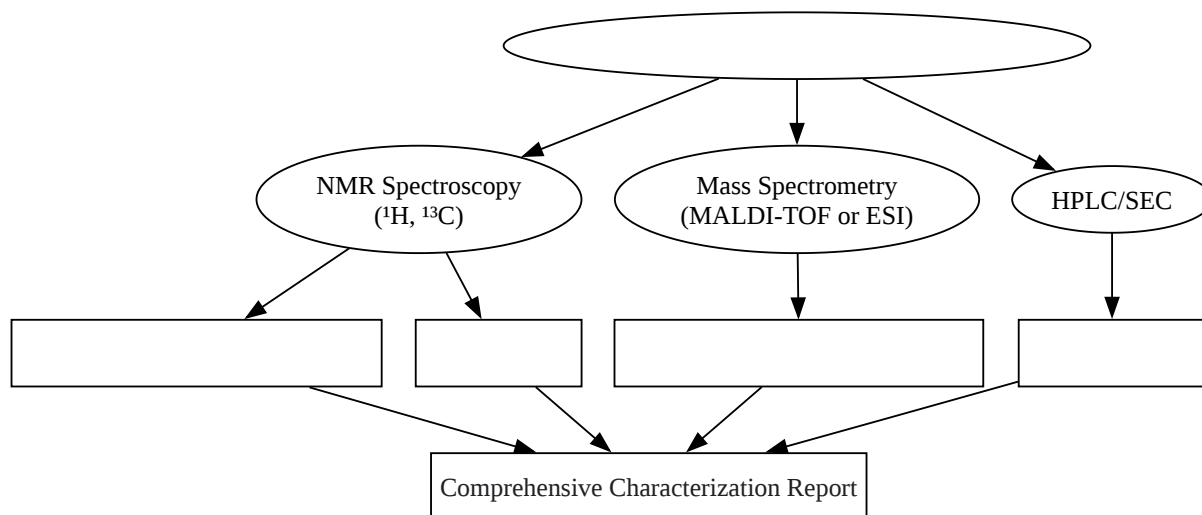 NMR Spectroscopy
(¹H, ¹³C)
Mass Spectrometry
(MALDI-TOF or ESI)
HPLC/SEC
Comprehensive Characterization Report